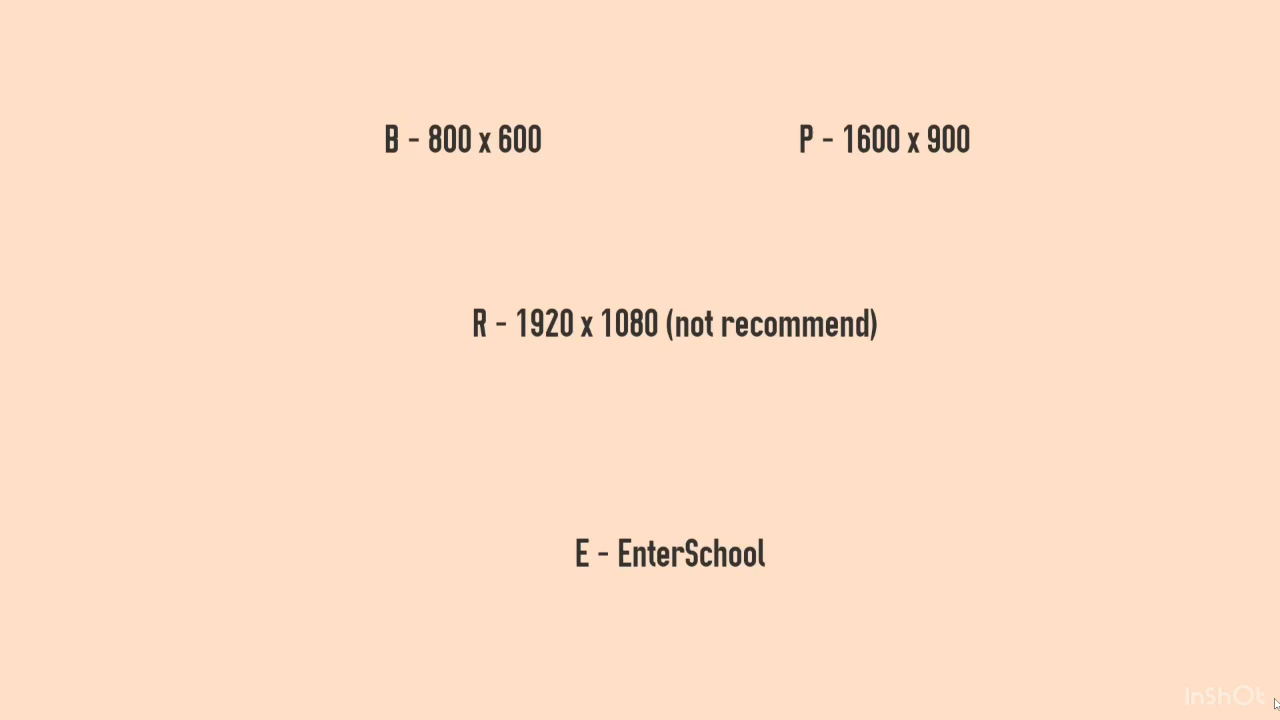 B - 800 x 600
P - 1600 x 900
R - 1920 x 1080 (not recommend)
E - EnterSchool
InShOt